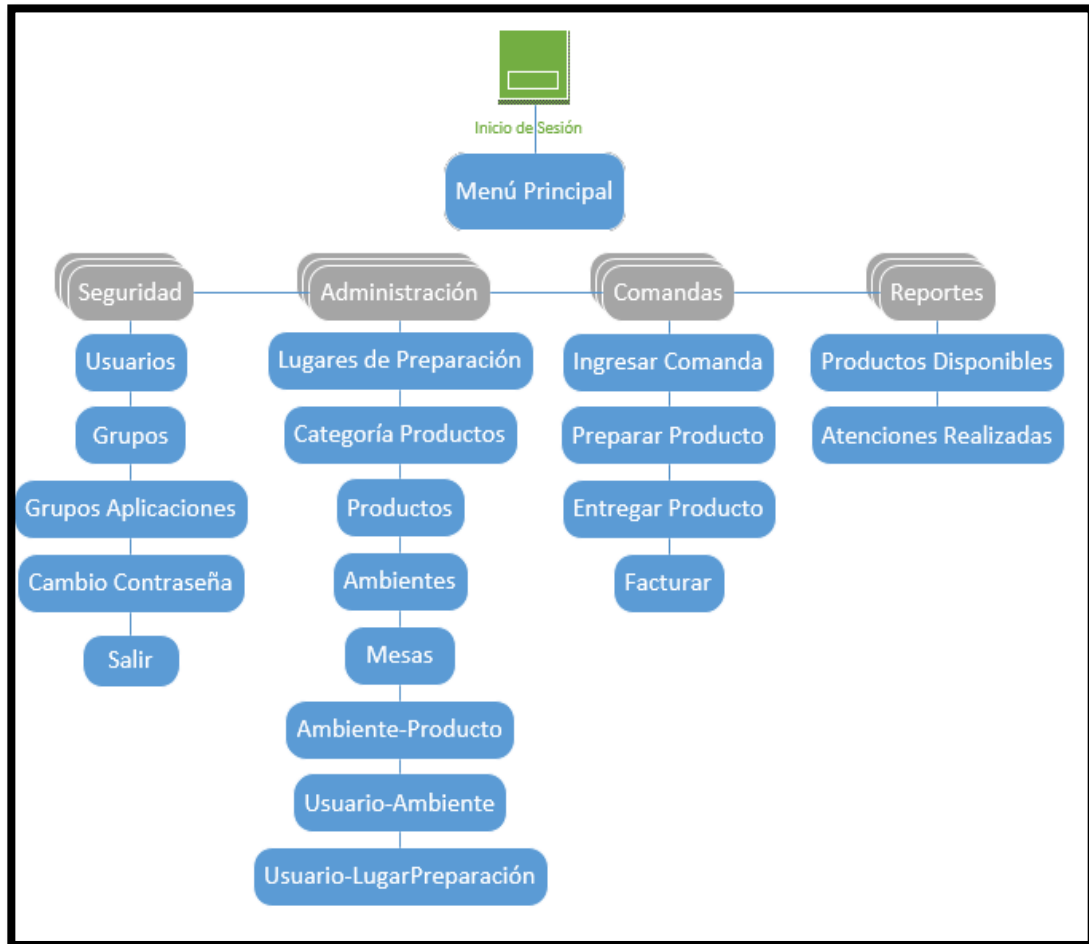 Inicio de Sesión
Menú Principal
Seguridad
Administración
Comandas
Reportes
Usuarios
Grupos
Grupos Aplicaciones
Cambio Contraseña
Salir
Lugares de Preparación
Categoría Productos
Productos
Ambientes
Mesas
Ambiente-Producto
Usuario-Ambiente
Usuario-LugarPreparación
Ingresar Comanda
Preparar Producto
Entregar Producto
Facturar
Productos Disponibles
Atenciones Realizadas